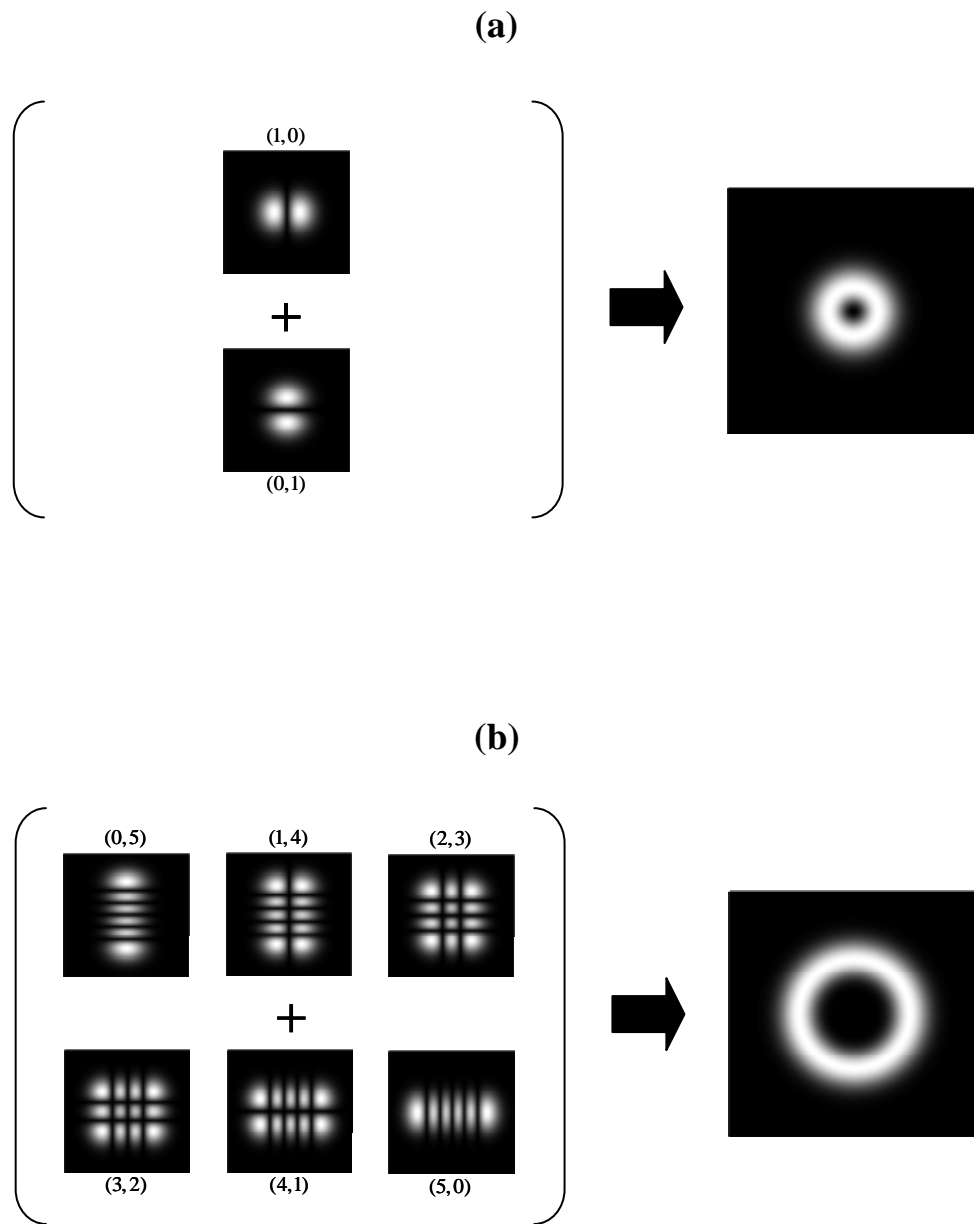 (a)
(1,0)
+
(0,1)
(b)
(0,5) (1,4) (2,3)
+
(3,2) (4,1) (5,0)